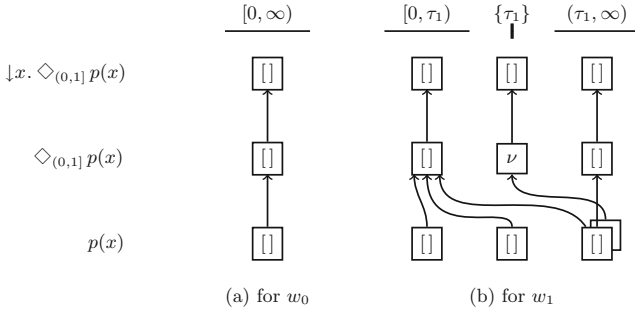 [0, ∞) [0, τ₁) {τ₁} (τ₁, ∞)
↓x. ◇₍₀,₁] p(x) [ ] [ ] [ ] [ ]
◇₍₀,₁] p(x) [ ] [ ] ν [ ]
p(x) [ ] [ ] [ ] [ ]
(a) for w₀ (b) for w₁